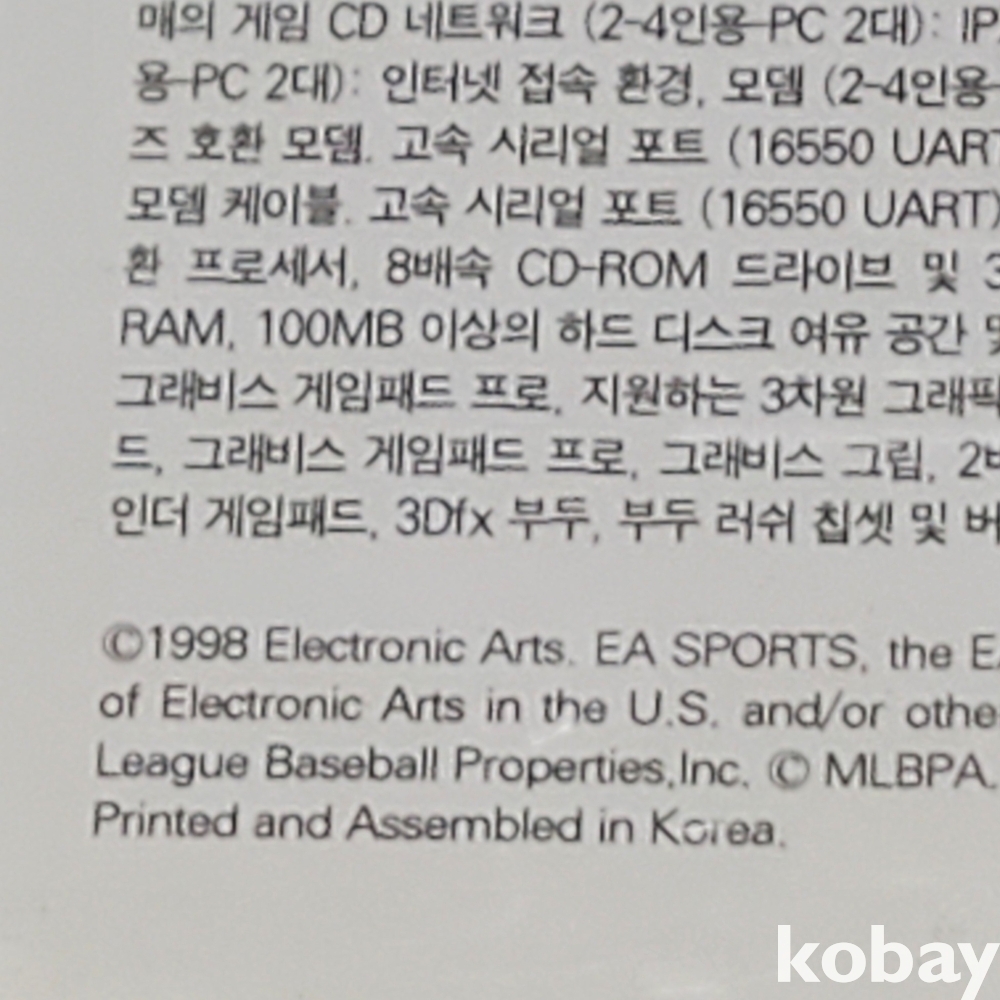 매의 게임 CD 네트워크 (2-4인용-PC 2대): IP
용-PC 2대): 인터넷 접속 환경, 모뎀 (2-4인용-
즈 호환 모뎀. 고속 시리얼 포트 (16550 UART
모뎀 케이블. 고속 시리얼 포트 (16550 UART)
환 프로세서, 8배속 CD-ROM 드라이브 및 3
RAM, 100MB 이상의 하드 디스크 여유 공간
그래비스 게임패드 프로, 지원하는 3차원 그래픽
드, 그래비스 게임패드 프로, 그래비스 그립, 2
인더 게임패드, 3Dfx 부두, 부두 러쉬 칩셋 및 버
©1998 Electronic Arts. EA SPORTS, the E
of Electronic Arts in the U.S. and/or othe
League Baseball Properties,Inc. © MLBPA.
Printed and Assembled in Korea.
kobay